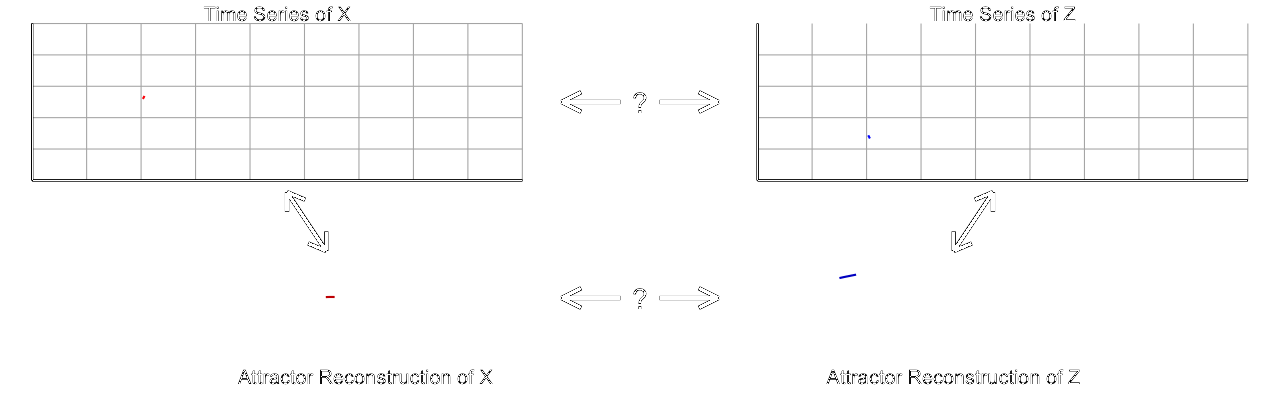 Time Series of X
Time Series of Z
?
?
Attractor Reconstruction of X
Attractor Reconstruction of Z